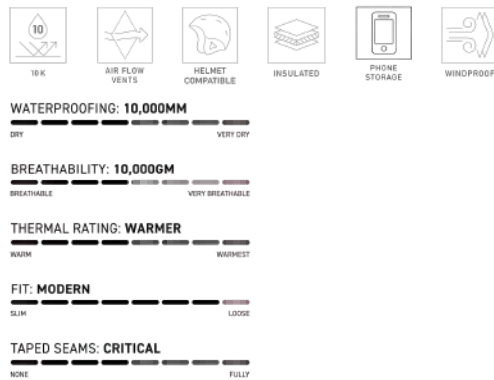 10
10 K
AIR FLOW
VENTS
HELMET
COMPATIBLE
INSULATED
PHONE
STORAGE
WINDPROOF
WATERPROOFING: 10,000MM
DRY
VERY DRY
BREATHABILITY: 10,000GM
BREATHABLE
VERY BREATHABLE
THERMAL RATING: WARMER
WARM
WARMEST
FIT: MODERN
SLIM
LOOSE
TAPED SEAMS: CRITICAL
NONE
FULLY